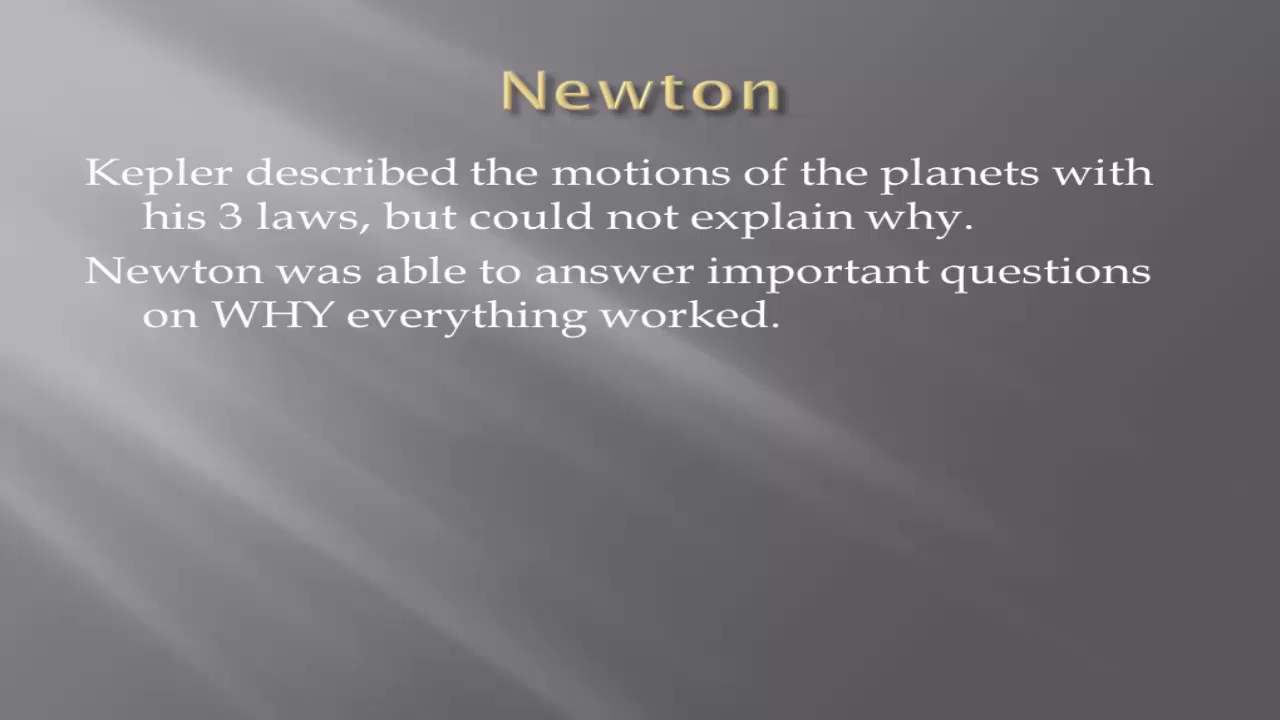 Newton
Kepler described the motions of the planets with
his 3 laws, but could not explain why.
Newton was able to answer important questions
on WHY everything worked.